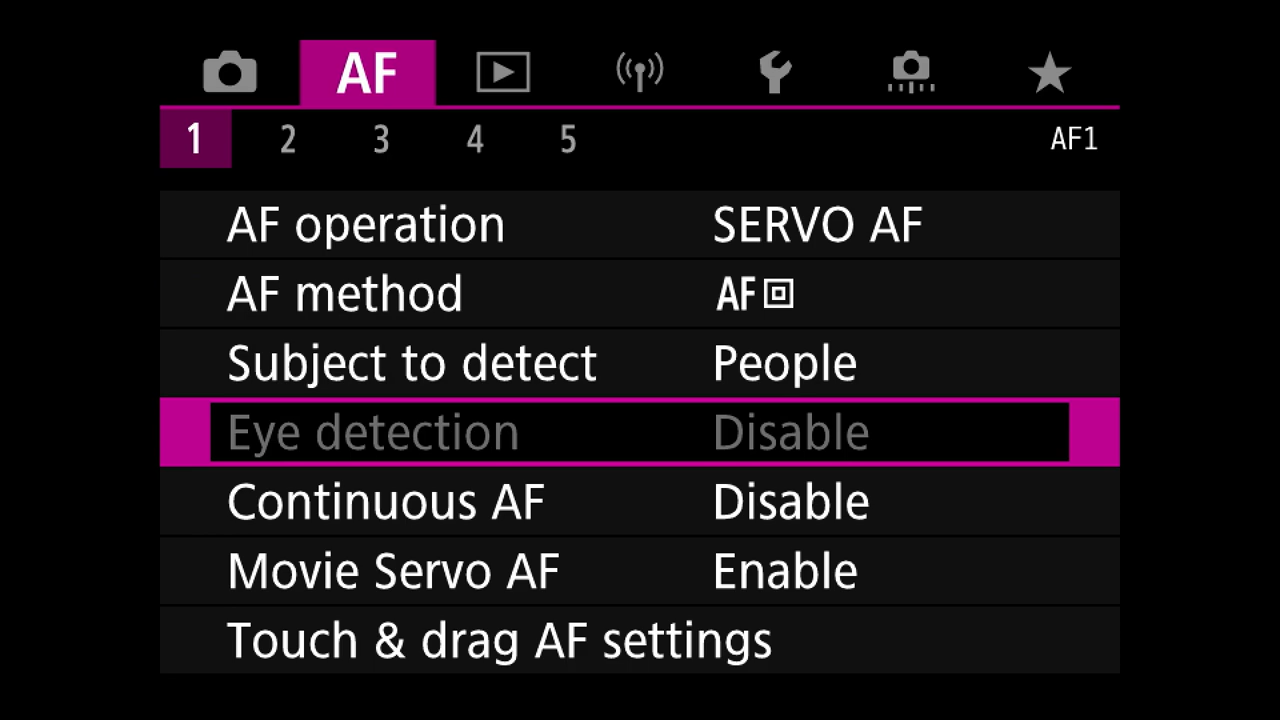 AF
1 2 3 4 5 AF1
AF operation SERVO AF
AF method AF
Subject to detect People
Eye detection Disable
Continuous AF Disable
Movie Servo AF Enable
Touch & drag AF settings